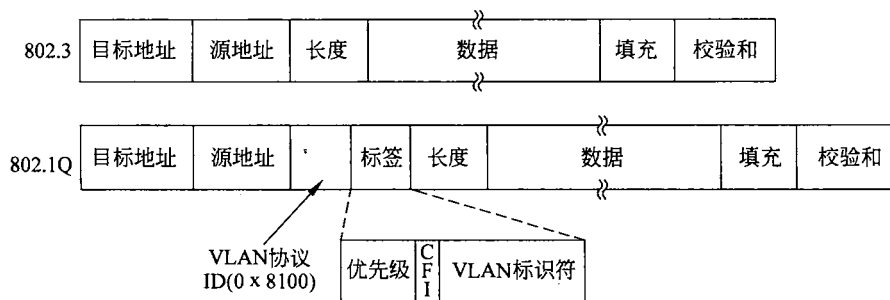 802.3 目标地址 源地址 长度 数据 填充 校验和
802.1Q 目标地址 源地址 标签 长度 数据 填充 校验和
VLAN协议
ID(0 x 8100)
优先级 CFI VLAN标识符